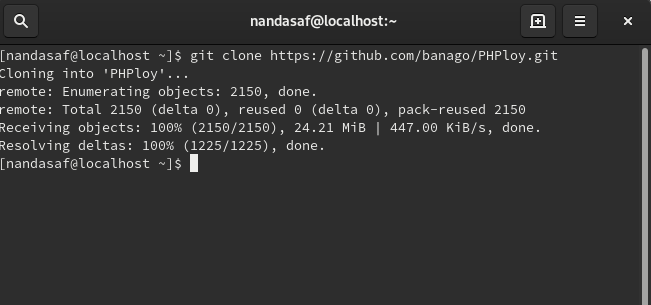 nandasaf@localhost:~
[nandasaf@localhost ~]$ git clone https://github.com/banago/PHPloy.git
Cloning into 'PHPloy'...
remote: Enumerating objects: 2150, done.
remote: Total 2150 (delta 0), reused 0 (delta 0), pack-reused 2150
Receiving objects: 100% (2150/2150), 24.21 MiB | 447.00 KiB/s, done.
Resolving deltas: 100% (1225/1225), done.
[nandasaf@localhost ~]$